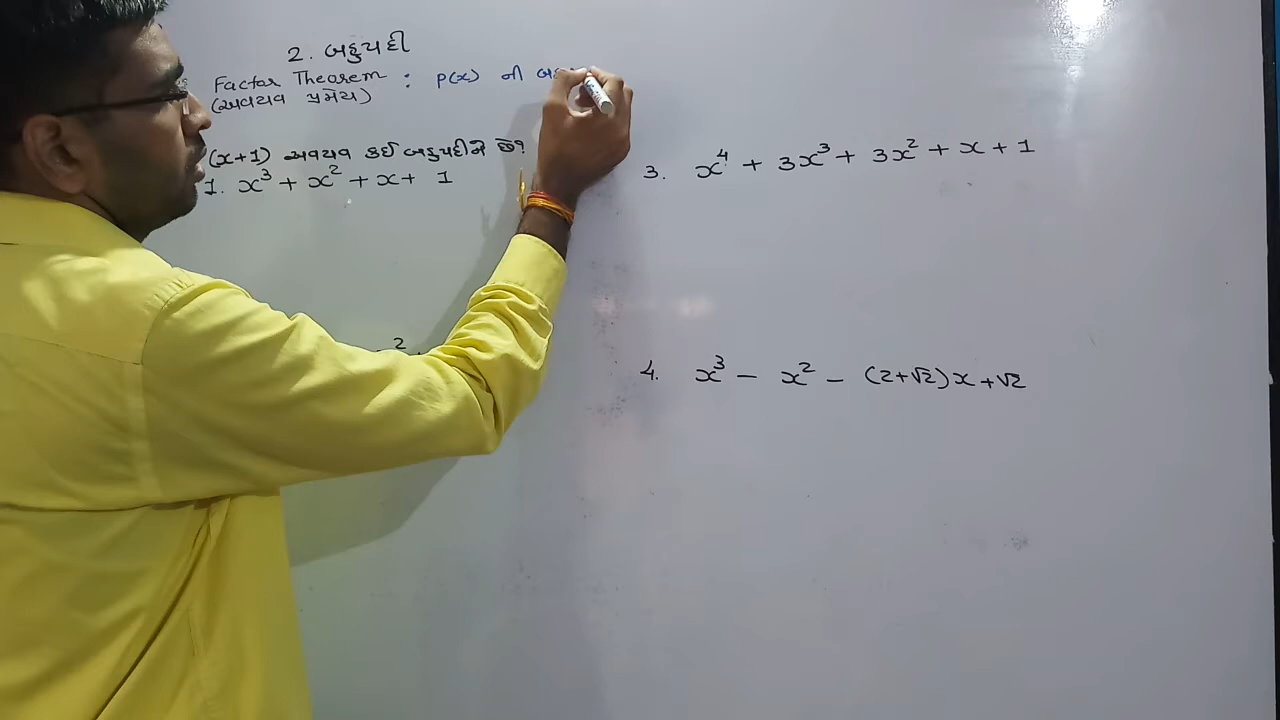 2. બહુપદી
Factor Theorem : P(x) ની
(અવયવ પ્રમેય)
(x+1) અવયવ કઈ બહુપદીને છે?
1. x³ + x² + x + 1
2
3. x⁴ + 3x³ + 3x² + x + 1
4. x³ - x² - (2+√2)x + √2